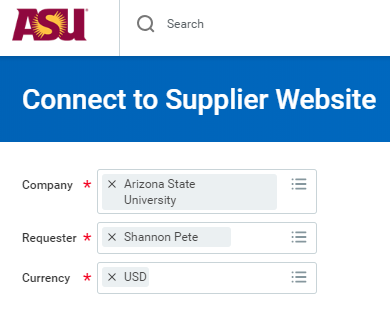 ASU
Search
Connect to Supplier Website
Company * × Arizona State
University
Requester * × Shannon Pete
Currency * × USD